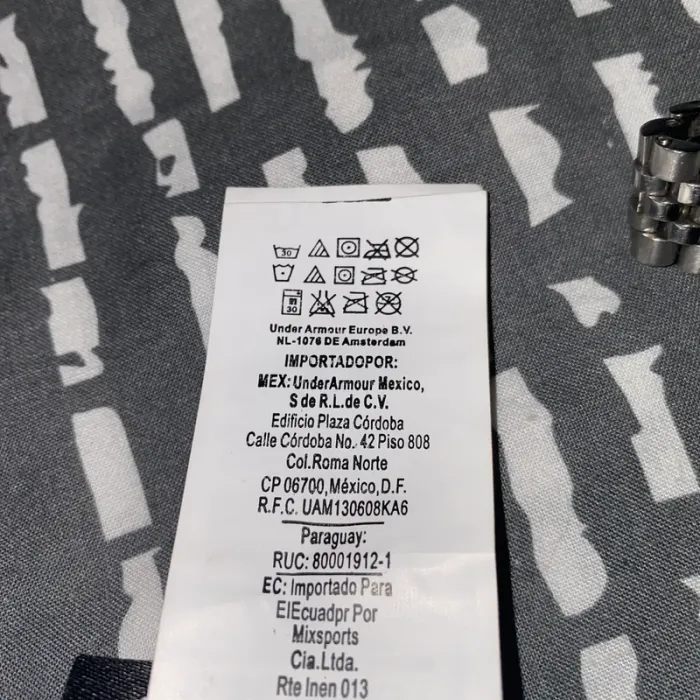 30
30
Under Armour Europe B.V.
NL-1076 DE Amsterdam
IMPORTADOPOR:
MEX: UnderArmour Mexico,
S de R.L.de C.V.
Edificio Plaza Córdoba
Calle Córdoba No. 42 Piso 808
Col.Roma Norte
CP 06700,México,D.F.
R.F.C. UAM130608KA6
Paraguay:
RUC: 80001912-1
EC: Importado Para
ElEcuadpr Por
Mixsports
Cia.Ltda.
Rte Inen 013